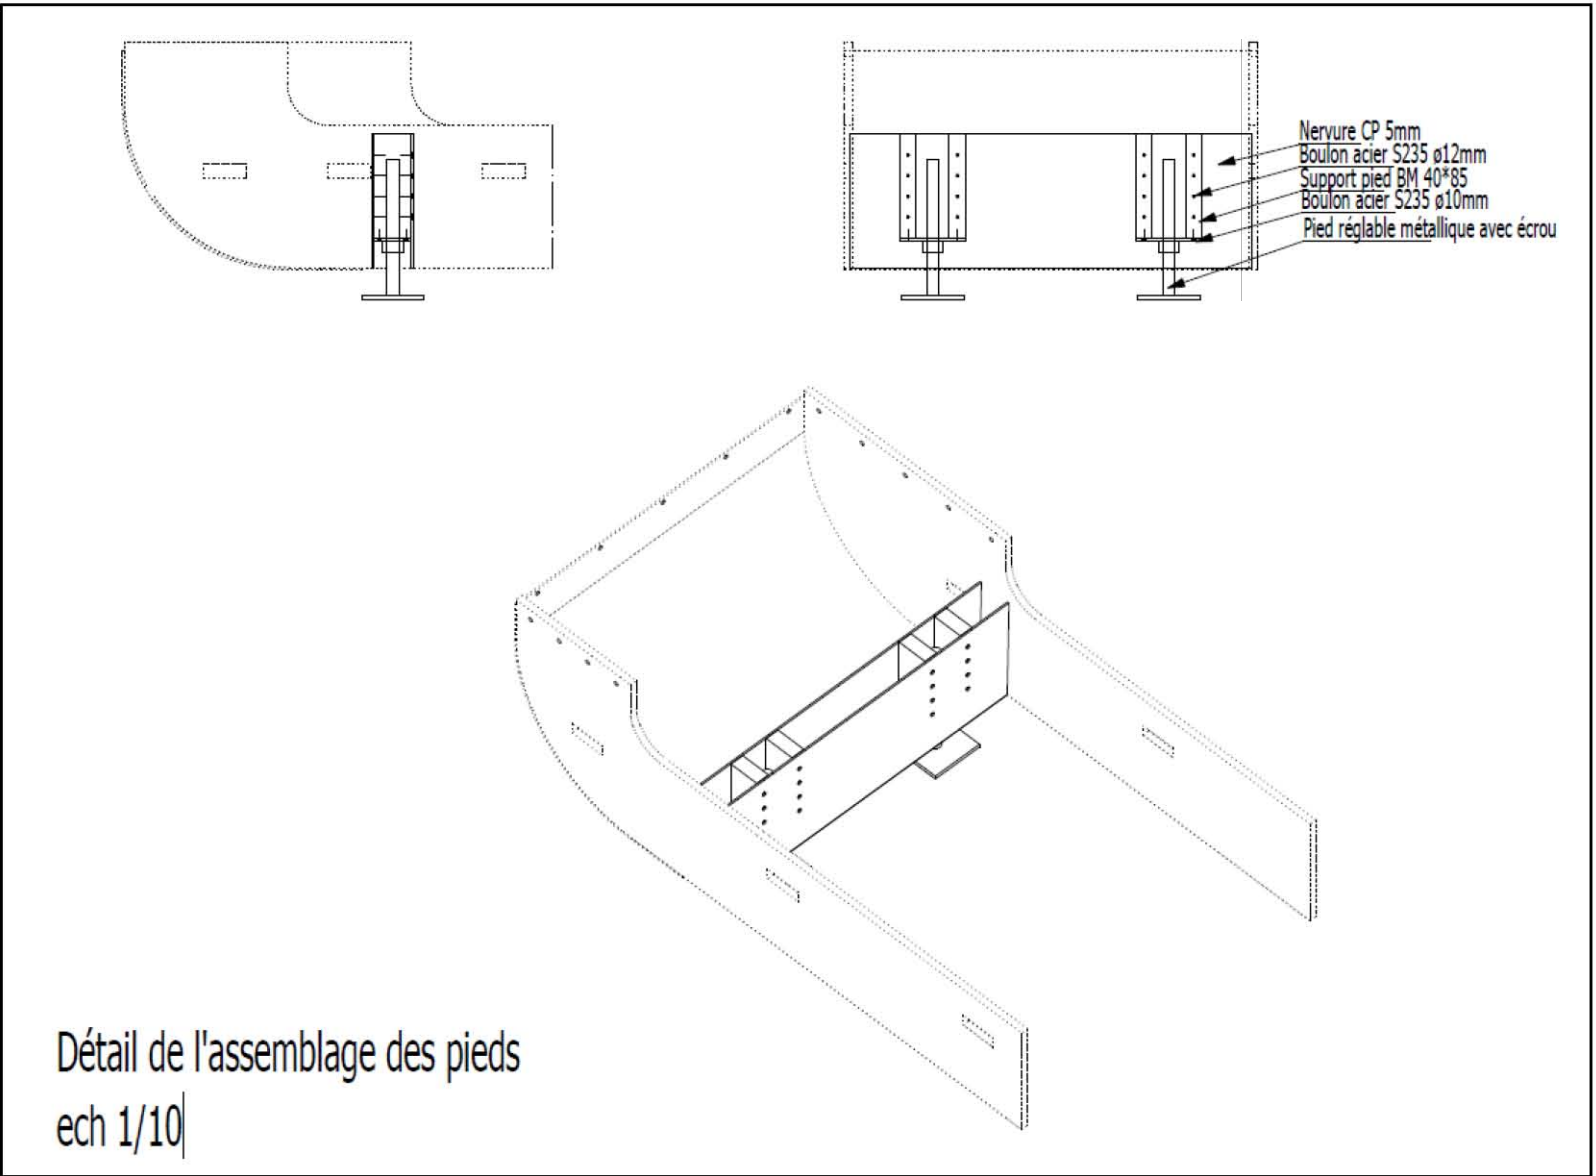 Nervure CP 5mm
Boulon acier S235 ø12mm
Support pied BM 40*85
Boulon acier S235 ø10mm
Pied réglable métallique avec écrou
Détail de l'assemblage des pieds
ech 1/10